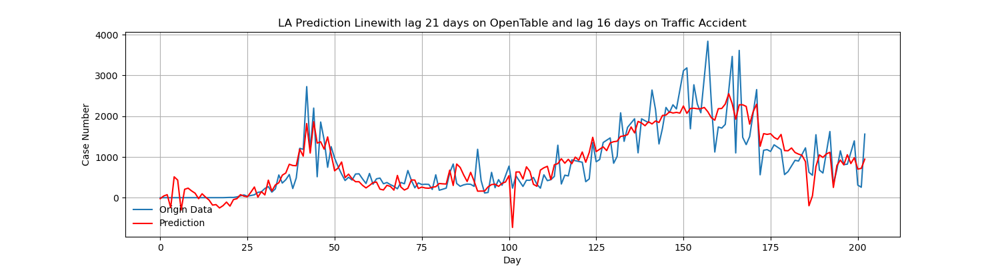 LA Prediction Linewith lag 21 days on OpenTable and lag 16 days on Traffic Accident
4000
3000
2000
1000
0
Case Number
Origin Data
Prediction
0 25 50 75 100 125 150 175 200
Day